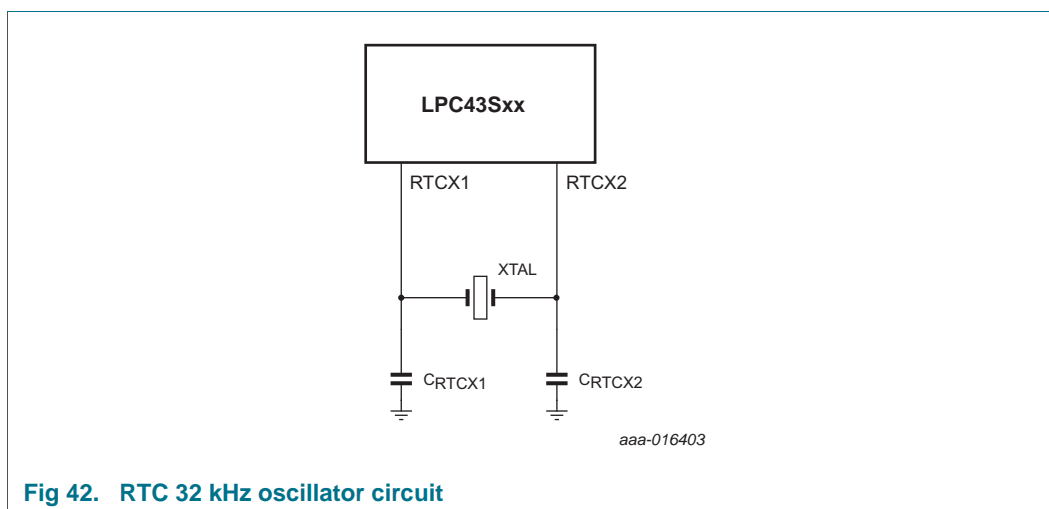 LPC43Sxx
RTCX1
RTCX2
XTAL
CRTCX1
CRTCX2
aaa-016403
Fig 42. RTC 32 kHz oscillator circuit